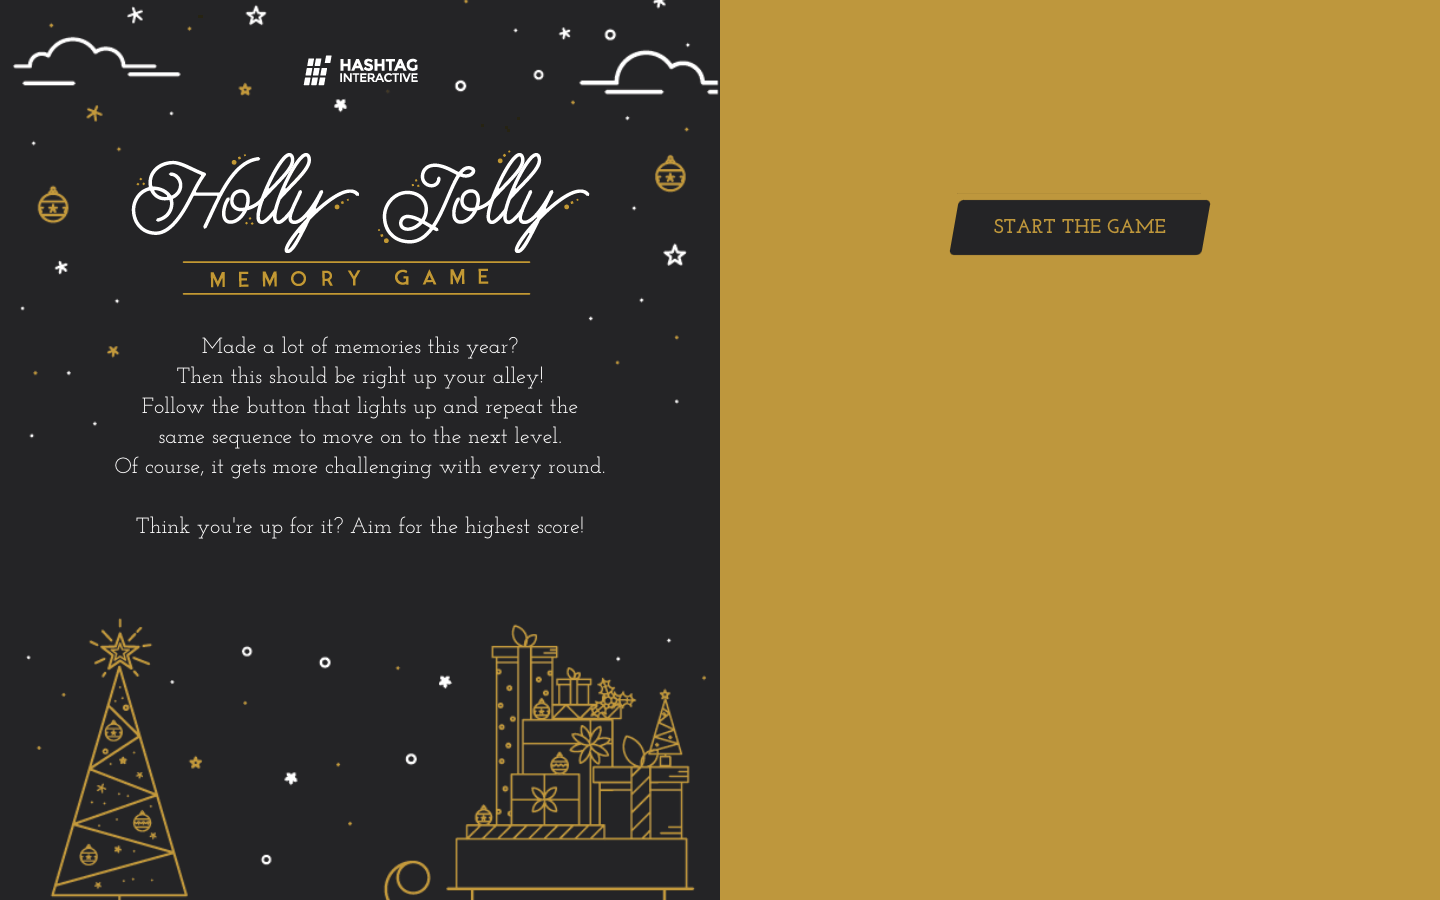 HASHTAG
INTERACTIVE
Holly Jolly
MEMORY GAME
Made a lot of memories this year?
Then this should be right up your alley!
Follow the button that lights up and repeat the
same sequence to move on to the next level.
Of course, it gets more challenging with every round.
Think you're up for it? Aim for the highest score!
START THE GAME